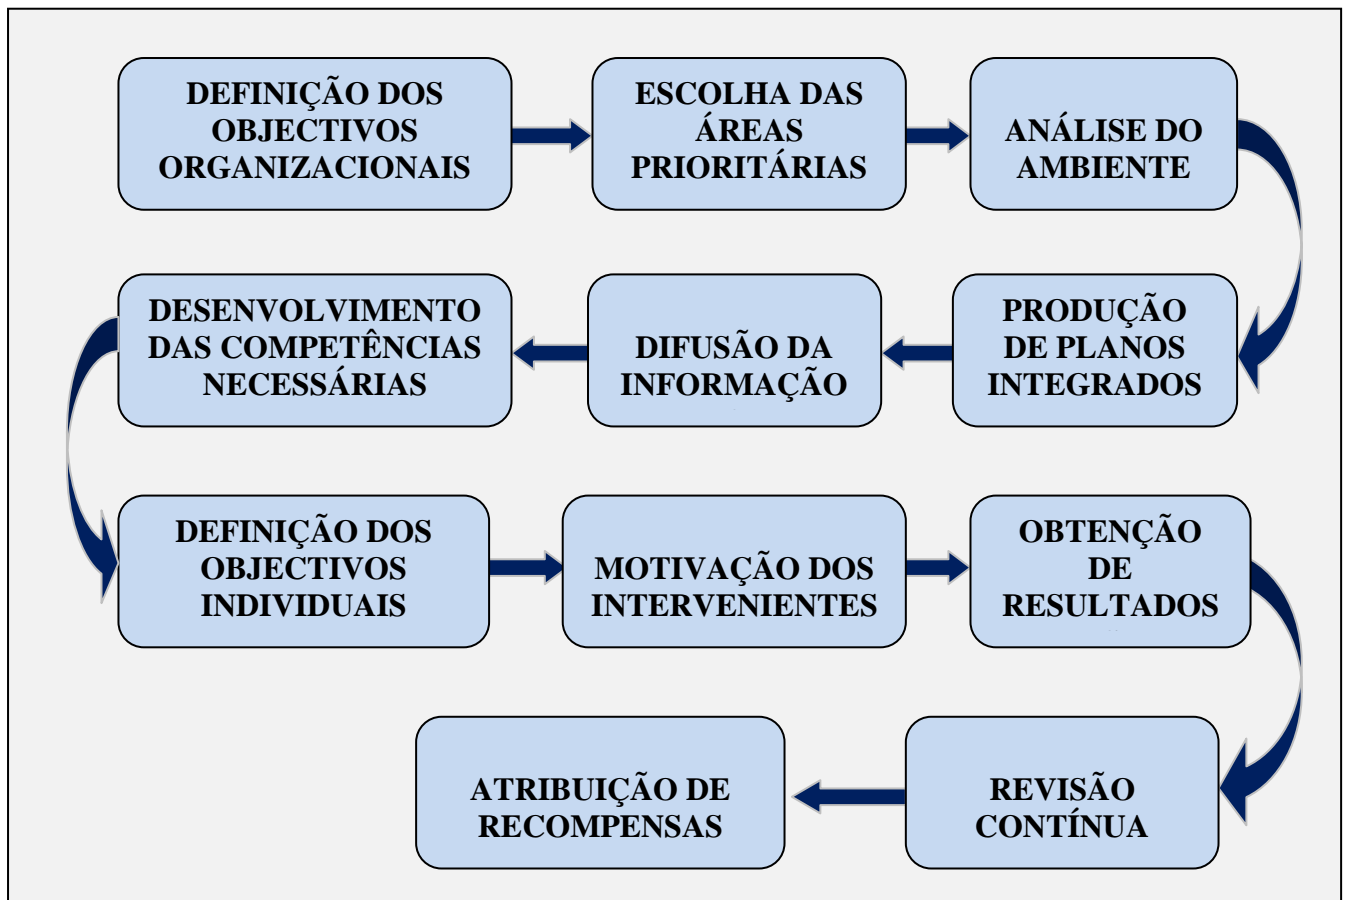 DEFINIÇÃO DOS
OBJECTIVOS
ORGANIZACIONAIS
ESCOLHA DAS
ÁREAS
PRIORITÁRIAS
ANÁLISE DO
AMBIENTE
PRODUÇÃO
DE PLANOS
INTEGRADOS
DIFUSÃO DA
INFORMAÇÃO
DESENVOLVIMENTO
DAS COMPETÊNCIAS
NECESSÁRIAS
DEFINIÇÃO DOS
OBJECTIVOS
INDIVIDUAIS
MOTIVAÇÃO DOS
INTERVENIENTES
OBTENÇÃO
DE
RESULTADOS
REVISÃO
CONTÍNUA
ATRIBUIÇÃO DE
RECOMPENSAS